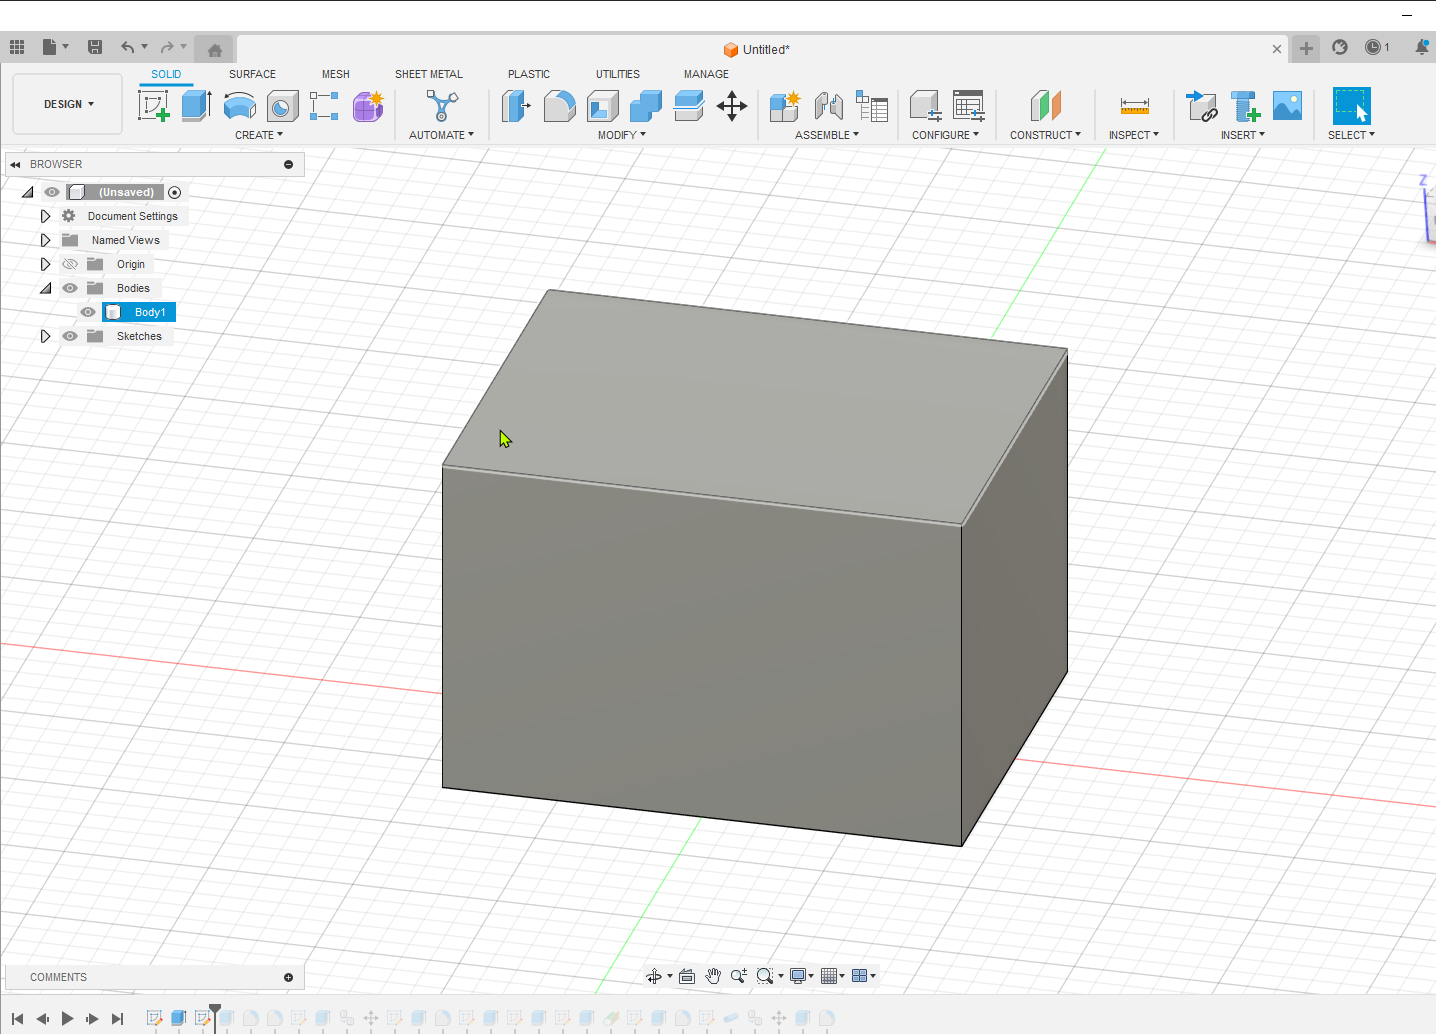 Untitled*
1
SOLID SURFACE MESH SHEET METAL PLASTIC UTILITIES MANAGE
DESIGN
CREATE AUTOMATE MODIFY ASSEMBLE CONFIGURE CONSTRUCT INSPECT INSERT SELECT
BROWSER
(Unsaved)
Document Settings
Named Views
Origin
Bodies
Body1
Sketches
Z
COMMENTS